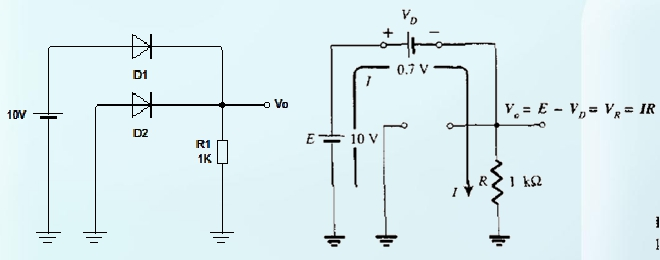 D1
10V
D2
Vo
R1
1K
V_D
+ −
0.7 V
I
E 10 V
V_o = E − V_D = V_R = IR
I
R 1 kΩ